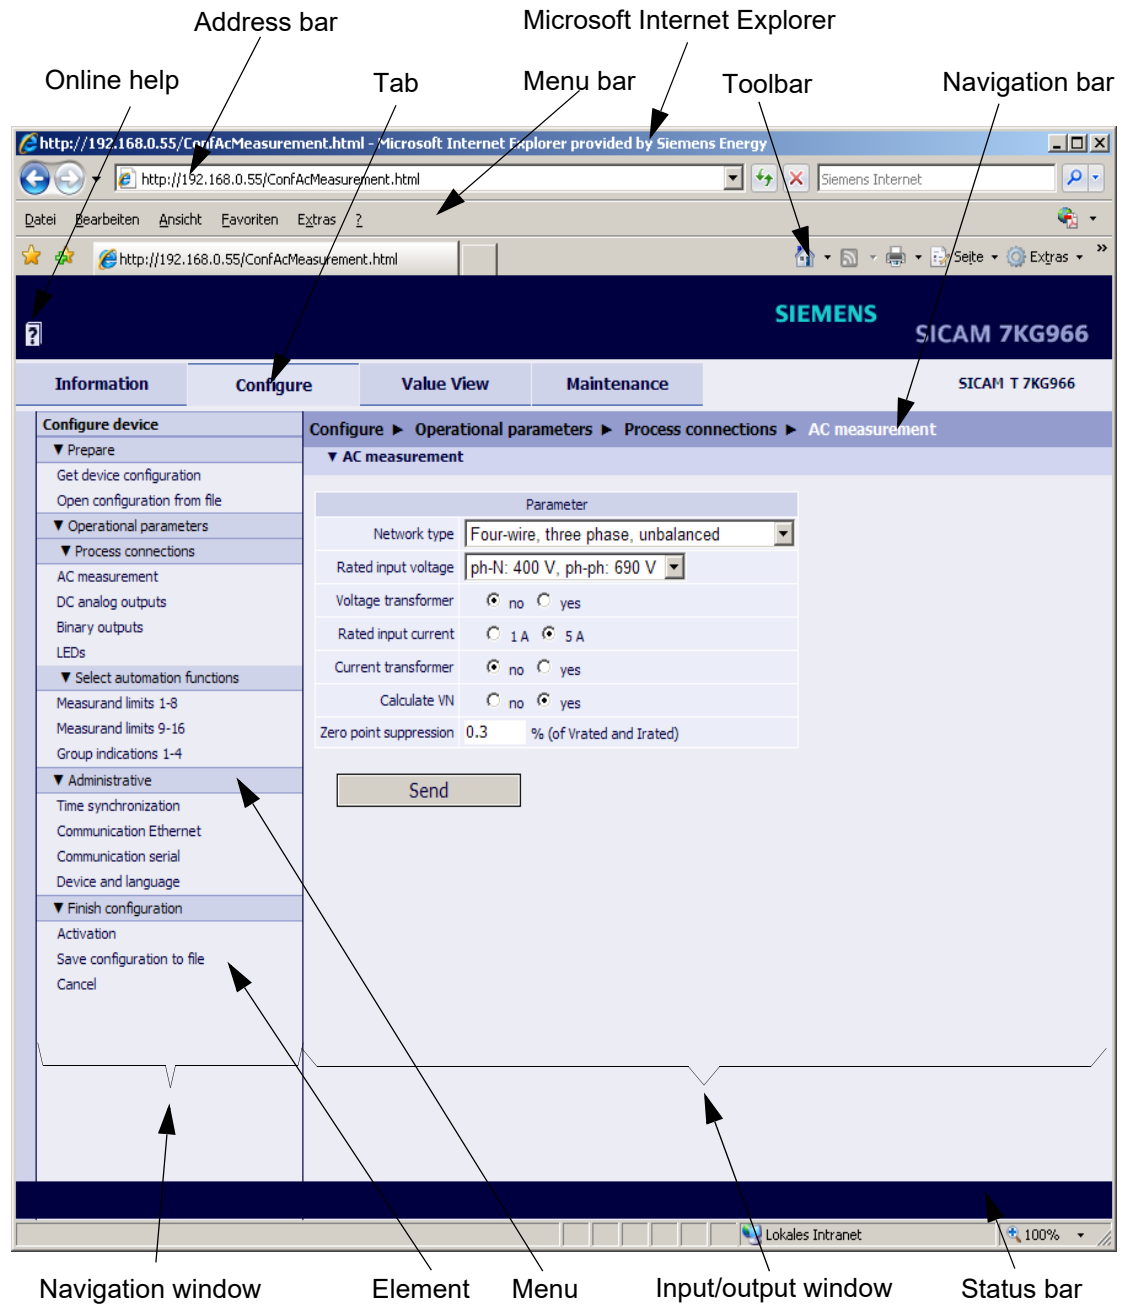 Address bar
Microsoft Internet Explorer
Online help
Tab
Menu bar
Toolbar
Navigation bar
http://192.168.0.55/ConfAcMeasurement.html - Microsoft Internet Explorer provided by Siemens Energy
http://192.168.0.55/ConfAcMeasurement.html
Siemens Internet
Datei Bearbeiten Ansicht Favoriten Extras ?
http://192.168.0.55/ConfAcMeasurement.html
Seite Extras »
SIEMENS
SICAM 7KG966
Information Configure Value View Maintenance SICAM T 7KG966
Configure device
▼ Prepare
Get device configuration
Open configuration from file
▼ Operational parameters
▼ Process connections
AC measurement
DC analog outputs
Binary outputs
LEDs
▼ Select automation functions
Measurand limits 1-8
Measurand limits 9-16
Group indications 1-4
▼ Administrative
Time synchronization
Communication Ethernet
Communication serial
Device and language
▼ Finish configuration
Activation
Save configuration to file
Cancel
Configure ► Operational parameters ► Process connections ► AC measurement
▼ AC measurement
Parameter
Network type Four-wire, three phase, unbalanced
Rated input voltage ph-N: 400 V, ph-ph: 690 V
Voltage transformer no yes
Rated input current 1 A 5 A
Current transformer no yes
Calculate VN no yes
Zero point suppression 0.3 % (of Vrated and Irated)
Send
Lokales Intranet
100%
Navigation window
Element
Menu
Input/output window
Status bar